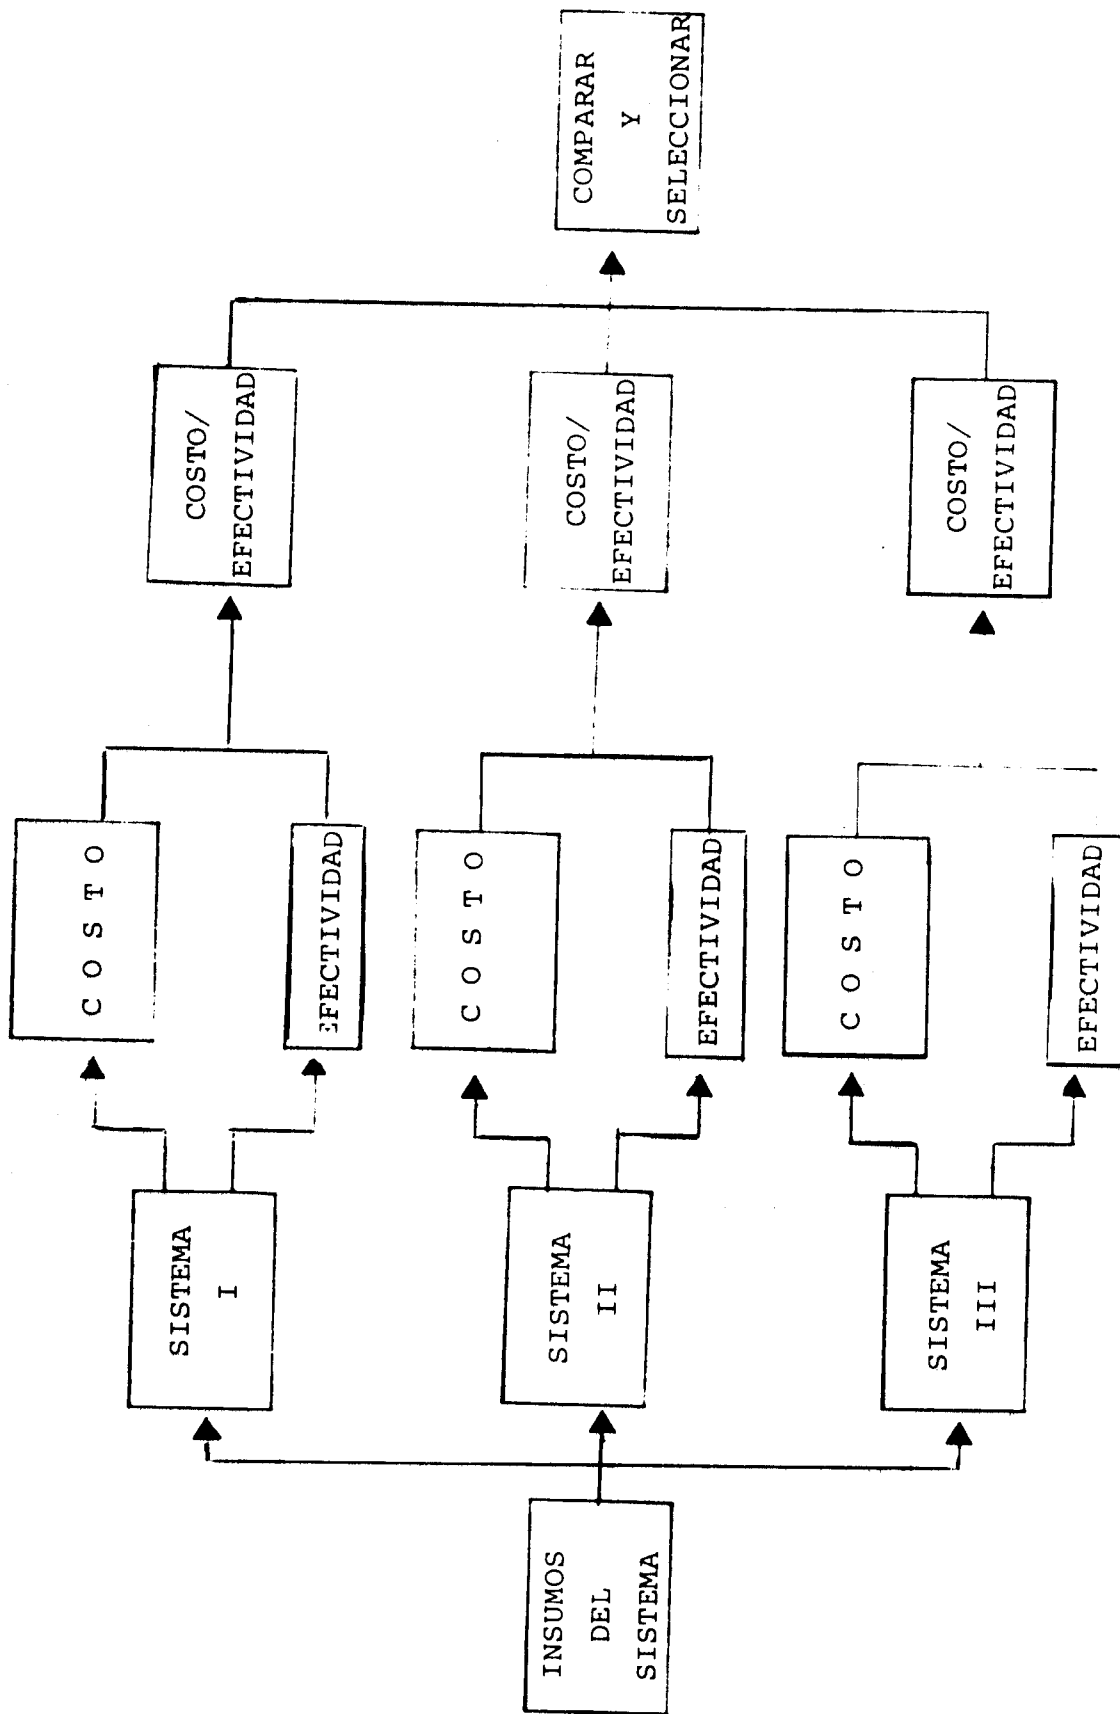 INSUMOS
DEL
SISTEMA
SISTEMA
I
SISTEMA
II
SISTEMA
III
C O S T O
EFECTIVIDAD
C O S T O
EFECTIVIDAD
C O S T O
EFECTIVIDAD
COSTO/
EFECTIVIDAD
COSTO/
EFECTIVIDAD
COSTO/
EFECTIVIDAD
COMPARAR
Y
SELECCIONAR